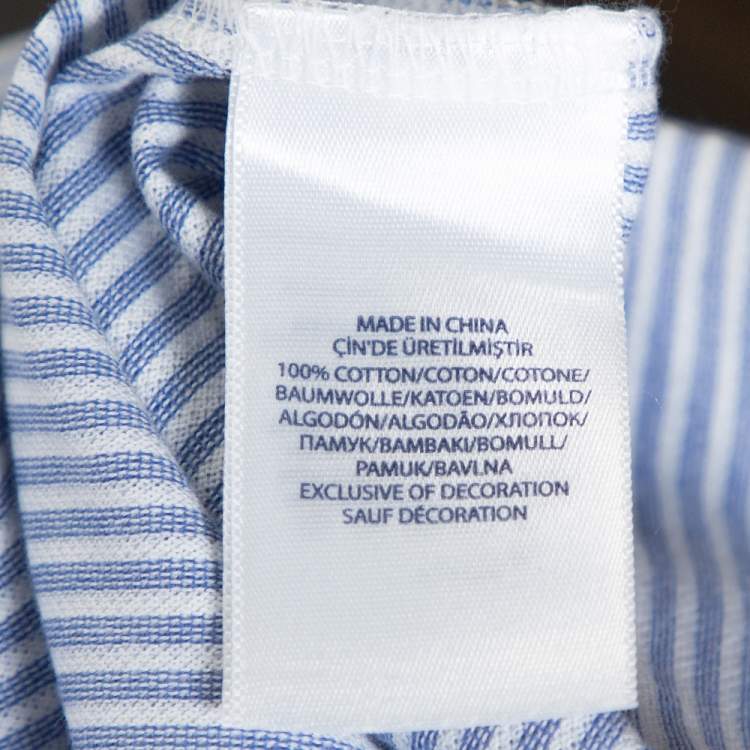 MADE IN CHINA
ÇİN'DE ÜRETİLMİŞTİR
100% COTTON/COTON/COTONE/
BAUMWOLLE/KATOEN/BOMULD/
ALGODÓN/ALGODÃO/ХЛОПОК/
ПАМУК/BAMBAKI/BOMULL/
PAMUK/BAVLNA
EXCLUSIVE OF DECORATION
SAUF DÉCORATION